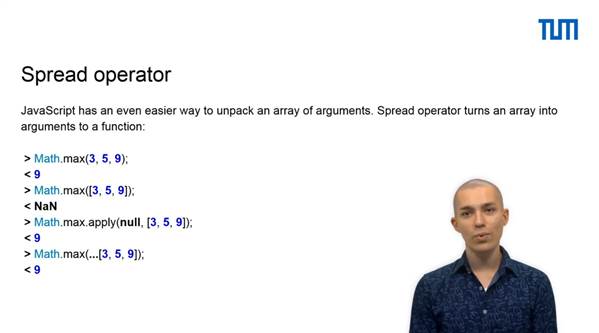 TUM
Spread operator
JavaScript has an even easier way to unpack an array of arguments. Spread operator turns an array into
arguments to a function:
> Math.max(3, 5, 9);
< 9
> Math.max([3, 5, 9]);
< NaN
> Math.max.apply(null, [3, 5, 9]);
< 9
> Math.max(...[3, 5, 9]);
< 9